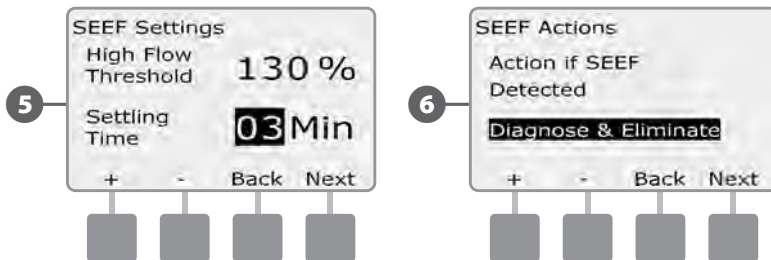 SEEF Settings
High Flow
Threshold
130 %
5
Settling
Time
03 Min
+ - Back Next
SEEF Actions
Action if SEEF
Detected
6
Diagnose & Eliminate
+ - Back Next